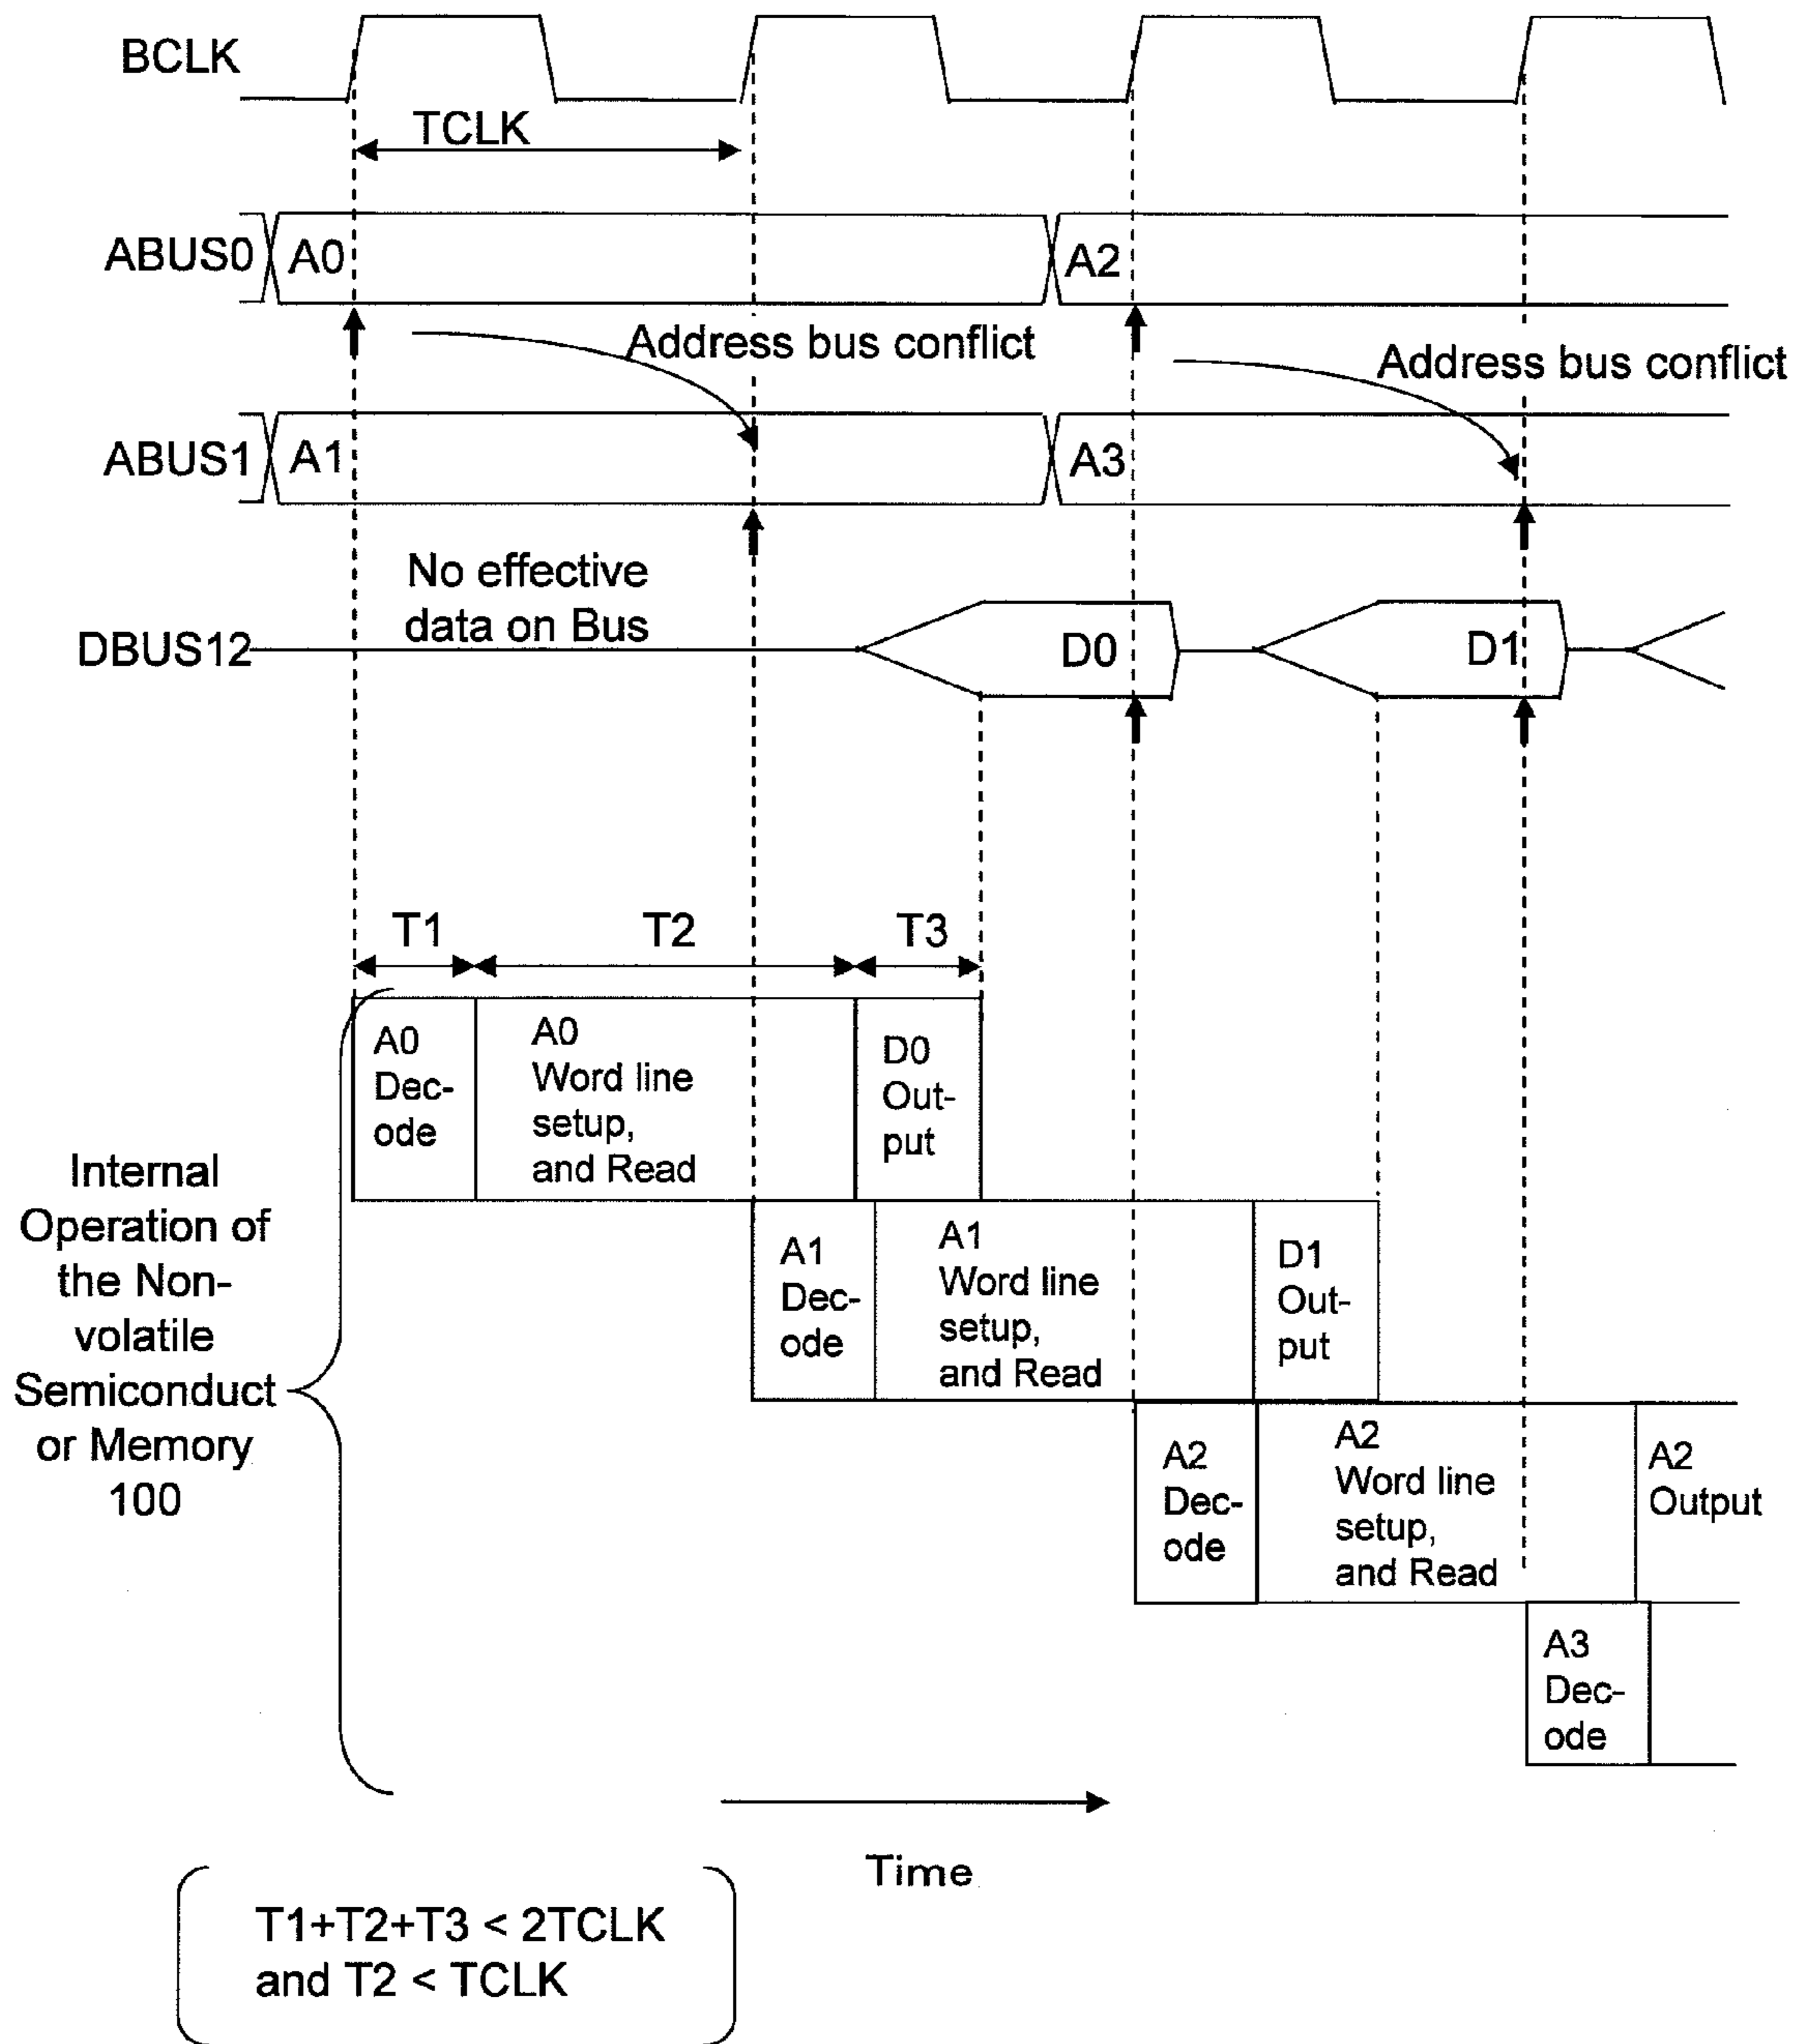 BCLK
TCLK
ABUS0
A0
A2
Address bus conflict
Address bus conflict
ABUS1
A1
A3
No effective
data on Bus
DBUS12
D0
D1
T1
T2
T3
A0
Dec-
ode
A0
Word line
setup,
and Read
D0
Out-
put
A1
Dec-
ode
A1
Word line
setup,
and Read
D1
Out-
put
A2
Dec-
ode
A2
Word line
setup,
and Read
A2
Output
A3
Dec-
ode
Internal
Operation of
the Non-
volatile
Semiconduct
or Memory
100
Time
T1+T2+T3 < 2TCLK
and T2 < TCLK